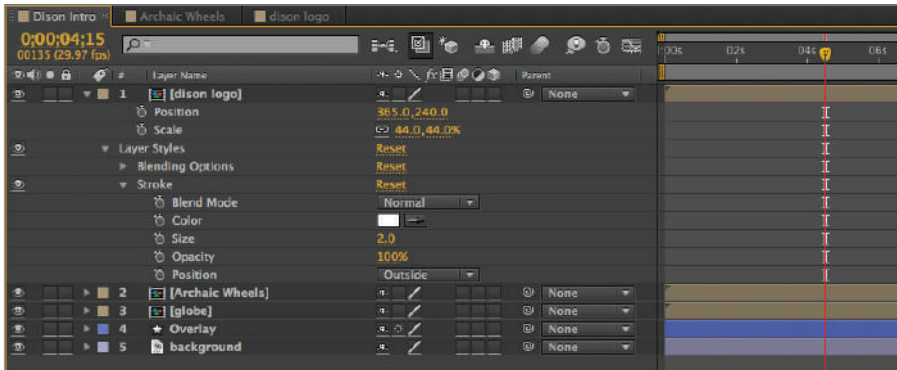 Dison Intro × Archaic Wheels dison logo
0;00;04;15
00135 (29.97 fps)
:00s 02s 04s 06s
# Layer Name Parent
1 [dison logo] None
Position 365.0,240.0
Scale 44.0,44.0%
Layer Styles Reset
Blending Options Reset
Stroke Reset
Blend Mode Normal
Color
Size 2.0
Opacity 100%
Position Outside
2 [Archaic Wheels] None
3 [globe] None
4 Overlay None
5 background None